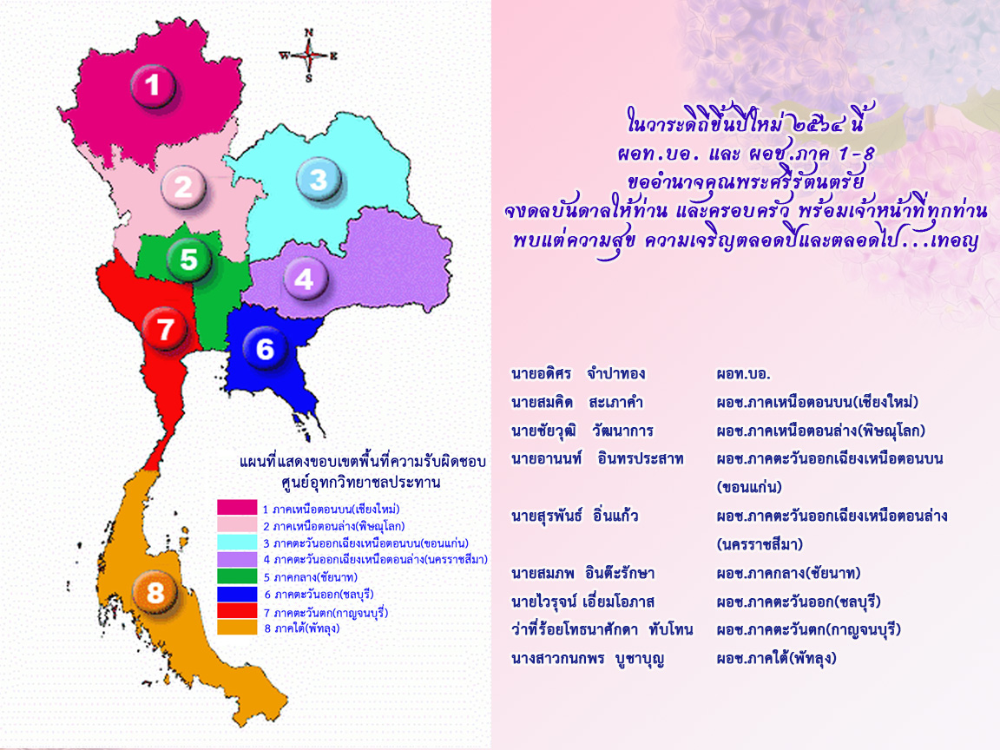 1
2
3
4
5
6
7
8
N
W E
S
แผนที่แสดงขอบเขตพื้นที่ความรับผิดชอบ
ศูนย์อุทกวิทยาชลประทาน
1 ภาคเหนือตอนบน(เชียงใหม่)
2 ภาคเหนือตอนล่าง(พิษณุโลก)
3 ภาคตะวันออกเฉียงเหนือตอนบน(ขอนแก่น)
4 ภาคตะวันออกเฉียงเหนือตอนล่าง(นครราชสีมา)
5 ภาคกลาง(ชัยนาท)
6 ภาคตะวันออก(ชลบุรี)
7 ภาคตะวันตก(กาญจนบุรี่)
8 ภาคใต้(พัทลุง)
ในวาระดิถีขึ้นปีใหม่ ๒๕๖๔ นี้
ผอท.บอ. และ ผอช.ภาค 1-8
ขออำนาจคุณพระศรีรัตนตรัย
จงดลบันดาลให้ท่าน และครอบครัว พร้อมเจ้าหน้าที่ทุกท่าน
พบแต่ความสุข ความเจริญตลอดปีและตลอดไป...เทอญ
นายอดิศร จำปาทอง ผอท.บอ.
นายสมคิด สะเภาคำ ผอช.ภาคเหนือตอนบน(เชียงใหม่)
นายชัยวุฒิ วัฒนาการ ผอช.ภาคเหนือตอนล่าง(พิษณุโลก)
นายอานนท์ อินทรประสาท ผอช.ภาคตะวันออกเฉียงเหนือตอนบน
(ขอนแก่น)
นายสุรพันธ์ อิ่นแก้ว ผอช.ภาคตะวันออกเฉียงเหนือตอนล่าง
(นครราชสีมา)
นายสมภพ อินต๊ะรักษา ผอช.ภาคกลาง(ชัยนาท)
นายไวรุจน์ เอี่ยมโอภาส ผอช.ภาคตะวันออก(ชลบุรี)
ว่าที่ร้อยโทธนาศักดา ทับโทน ผอช.ภาคตะวันตก(กาญจนบุรี)
นางสาวกนกพร บูชาบุญ ผอช.ภาคใต้(พัทลุง)